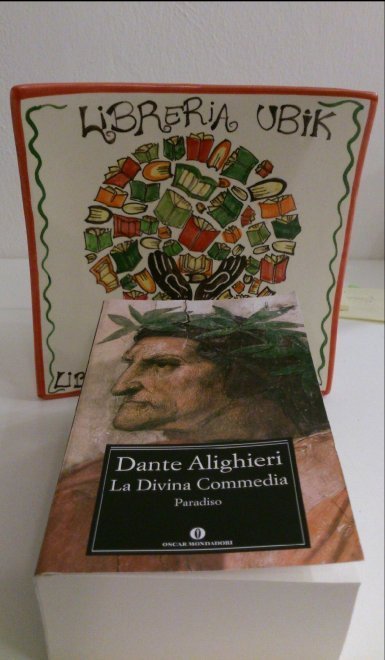 LiBRERiA UBiK
Dante Alighieri
La Divina Commedia
Paradiso
OSCAR MONDADORI